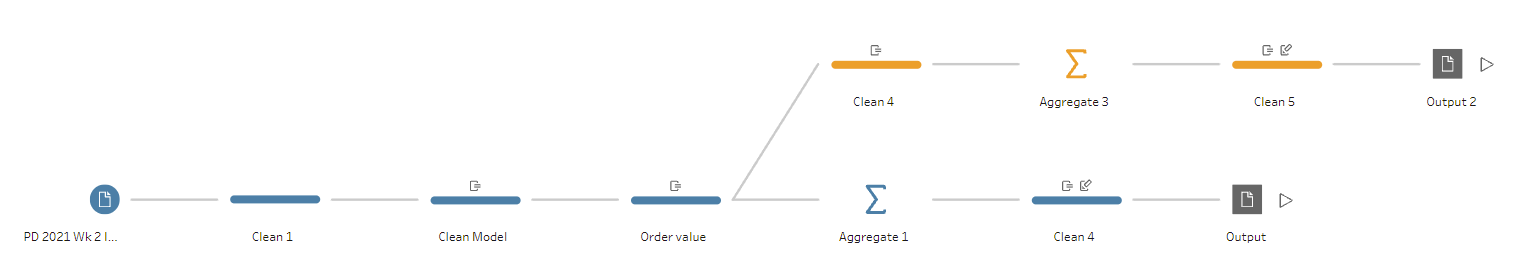 Clean 4
Aggregate 3
Clean 5
Output 2
PD 2021 Wk 2 I...
Clean 1
Clean Model
Order value
Aggregate 1
Clean 4
Output